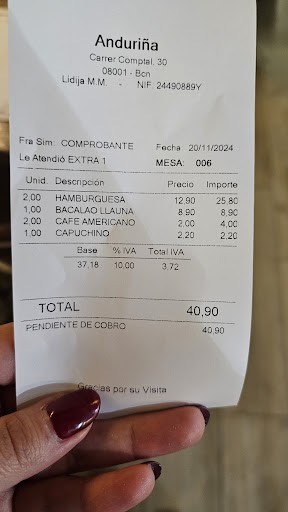 Anduriña
Carrer Comptal, 30
08001 - Bcn
Lidija M.M. - NIF: 24490889Y
Fra Sim. COMPROBANTE Fecha 20/11/2024
Le Atendió EXTRA 1 MESA: 006
Unid. Descripción Precio Importe
2,00 HAMBURGUESA 12,90 25,80
1,00 BACALAO LLAUNA 8,90 8,90
2,00 CAFE AMERICANO 2,00 4,00
1,00 CAPUCHINO 2,20 2,20
Base % IVA Total IVA
37,18 10,00 3,72
TOTAL 40,90
PENDIENTE DE COBRO 40,90
Gracias por su Visita